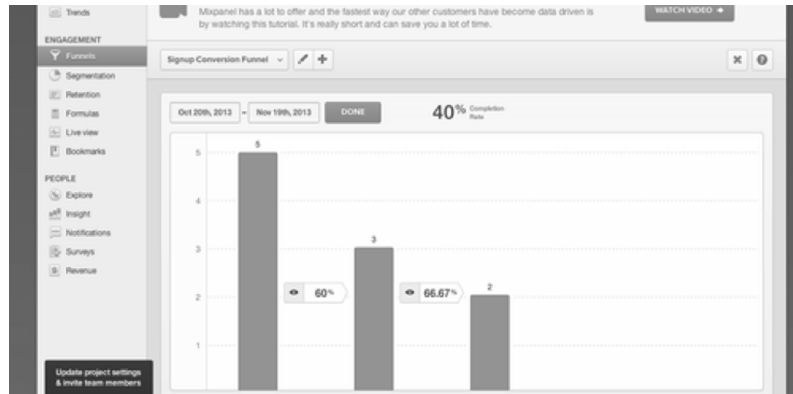 Trends
ENGAGEMENT
Funnels
Segmentation
Retention
Formulas
Live view
Bookmarks
PEOPLE
Explore
Insight
Notifications
Surveys
Revenue
Update project settings
& invite team members
Mixpanel has a lot to offer and the fastest way our other customers have become data driven is
by watching this tutorial. It's really short and can save you a lot of time.
WATCH VIDEO
Signup Conversion Funnel
Oct 20th, 2013 - Nov 19th, 2013 DONE
40% Completion
Rate
5
5
4
3
3
2
2
1
60%
66.67%